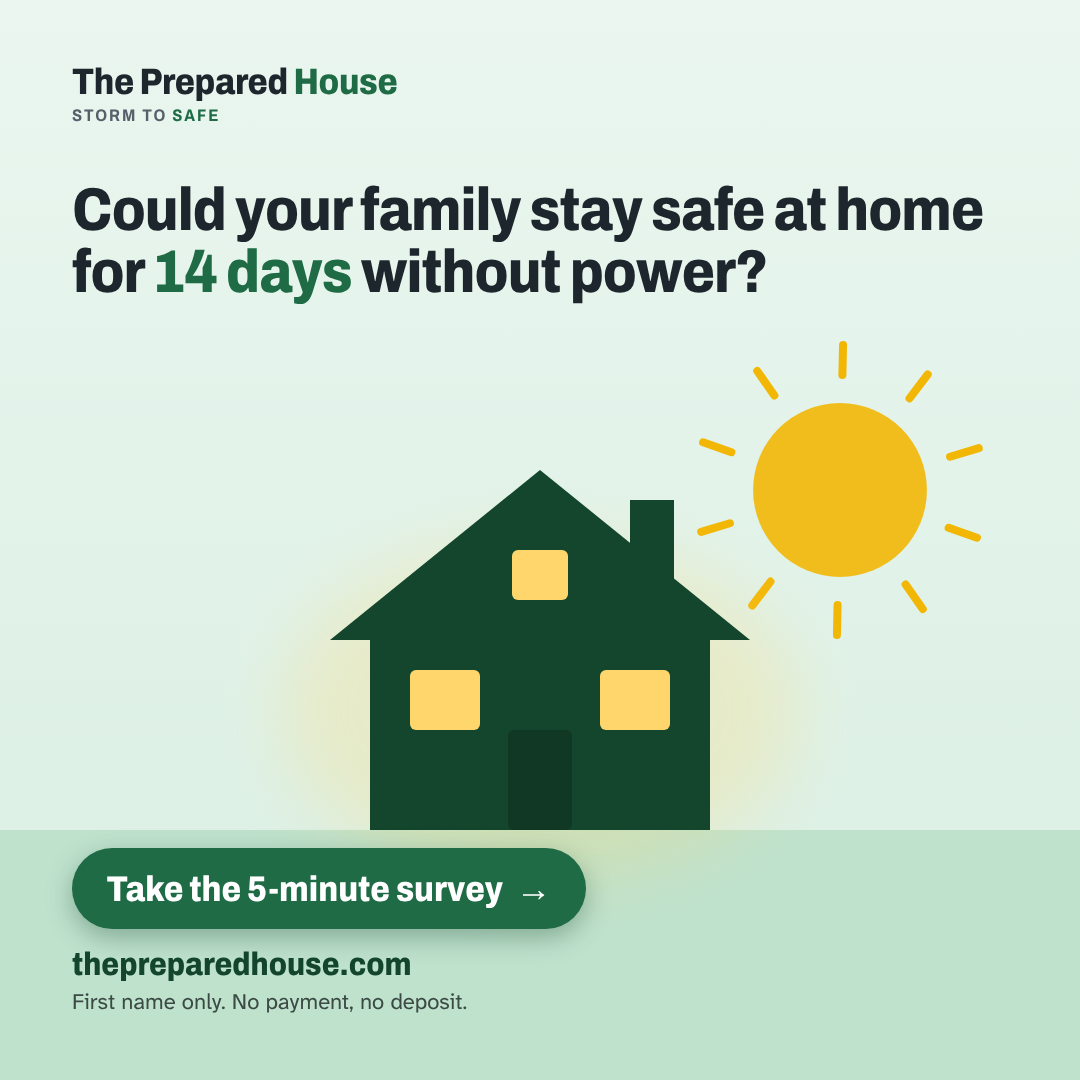 The Prepared House
STORM TO SAFE
Could your family stay safe at home
for 14 days without power?
Take the 5-minute survey →
thepreparedhouse.com
First name only. No payment, no deposit.